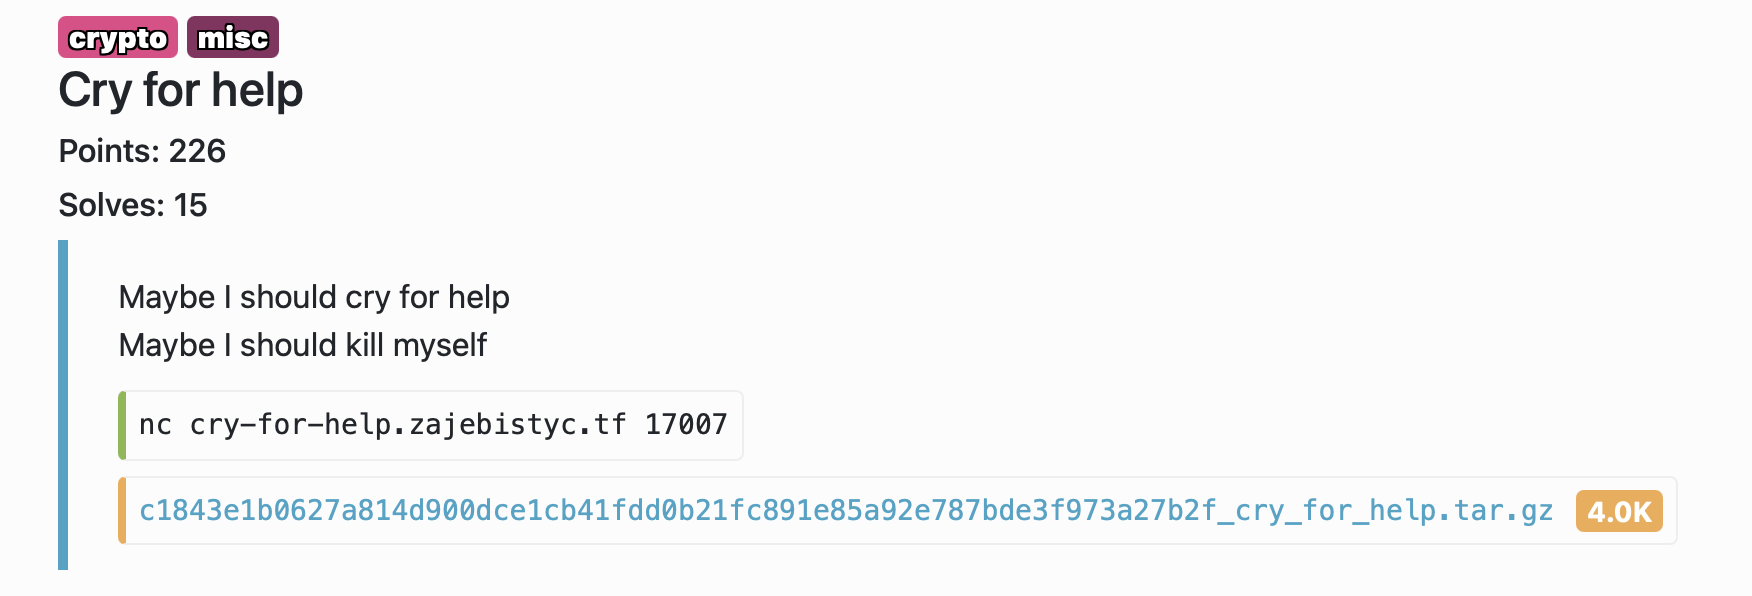 crypto misc
Cry for help
Points: 226
Solves: 15
Maybe I should cry for help
Maybe I should kill myself
nc cry-for-help.zajebistyc.tf 17007
c1843e1b0627a814d900dce1cb41fdd0b21fc891e85a92e787bde3f973a27b2f_cry_for_help.tar.gz 4.0K